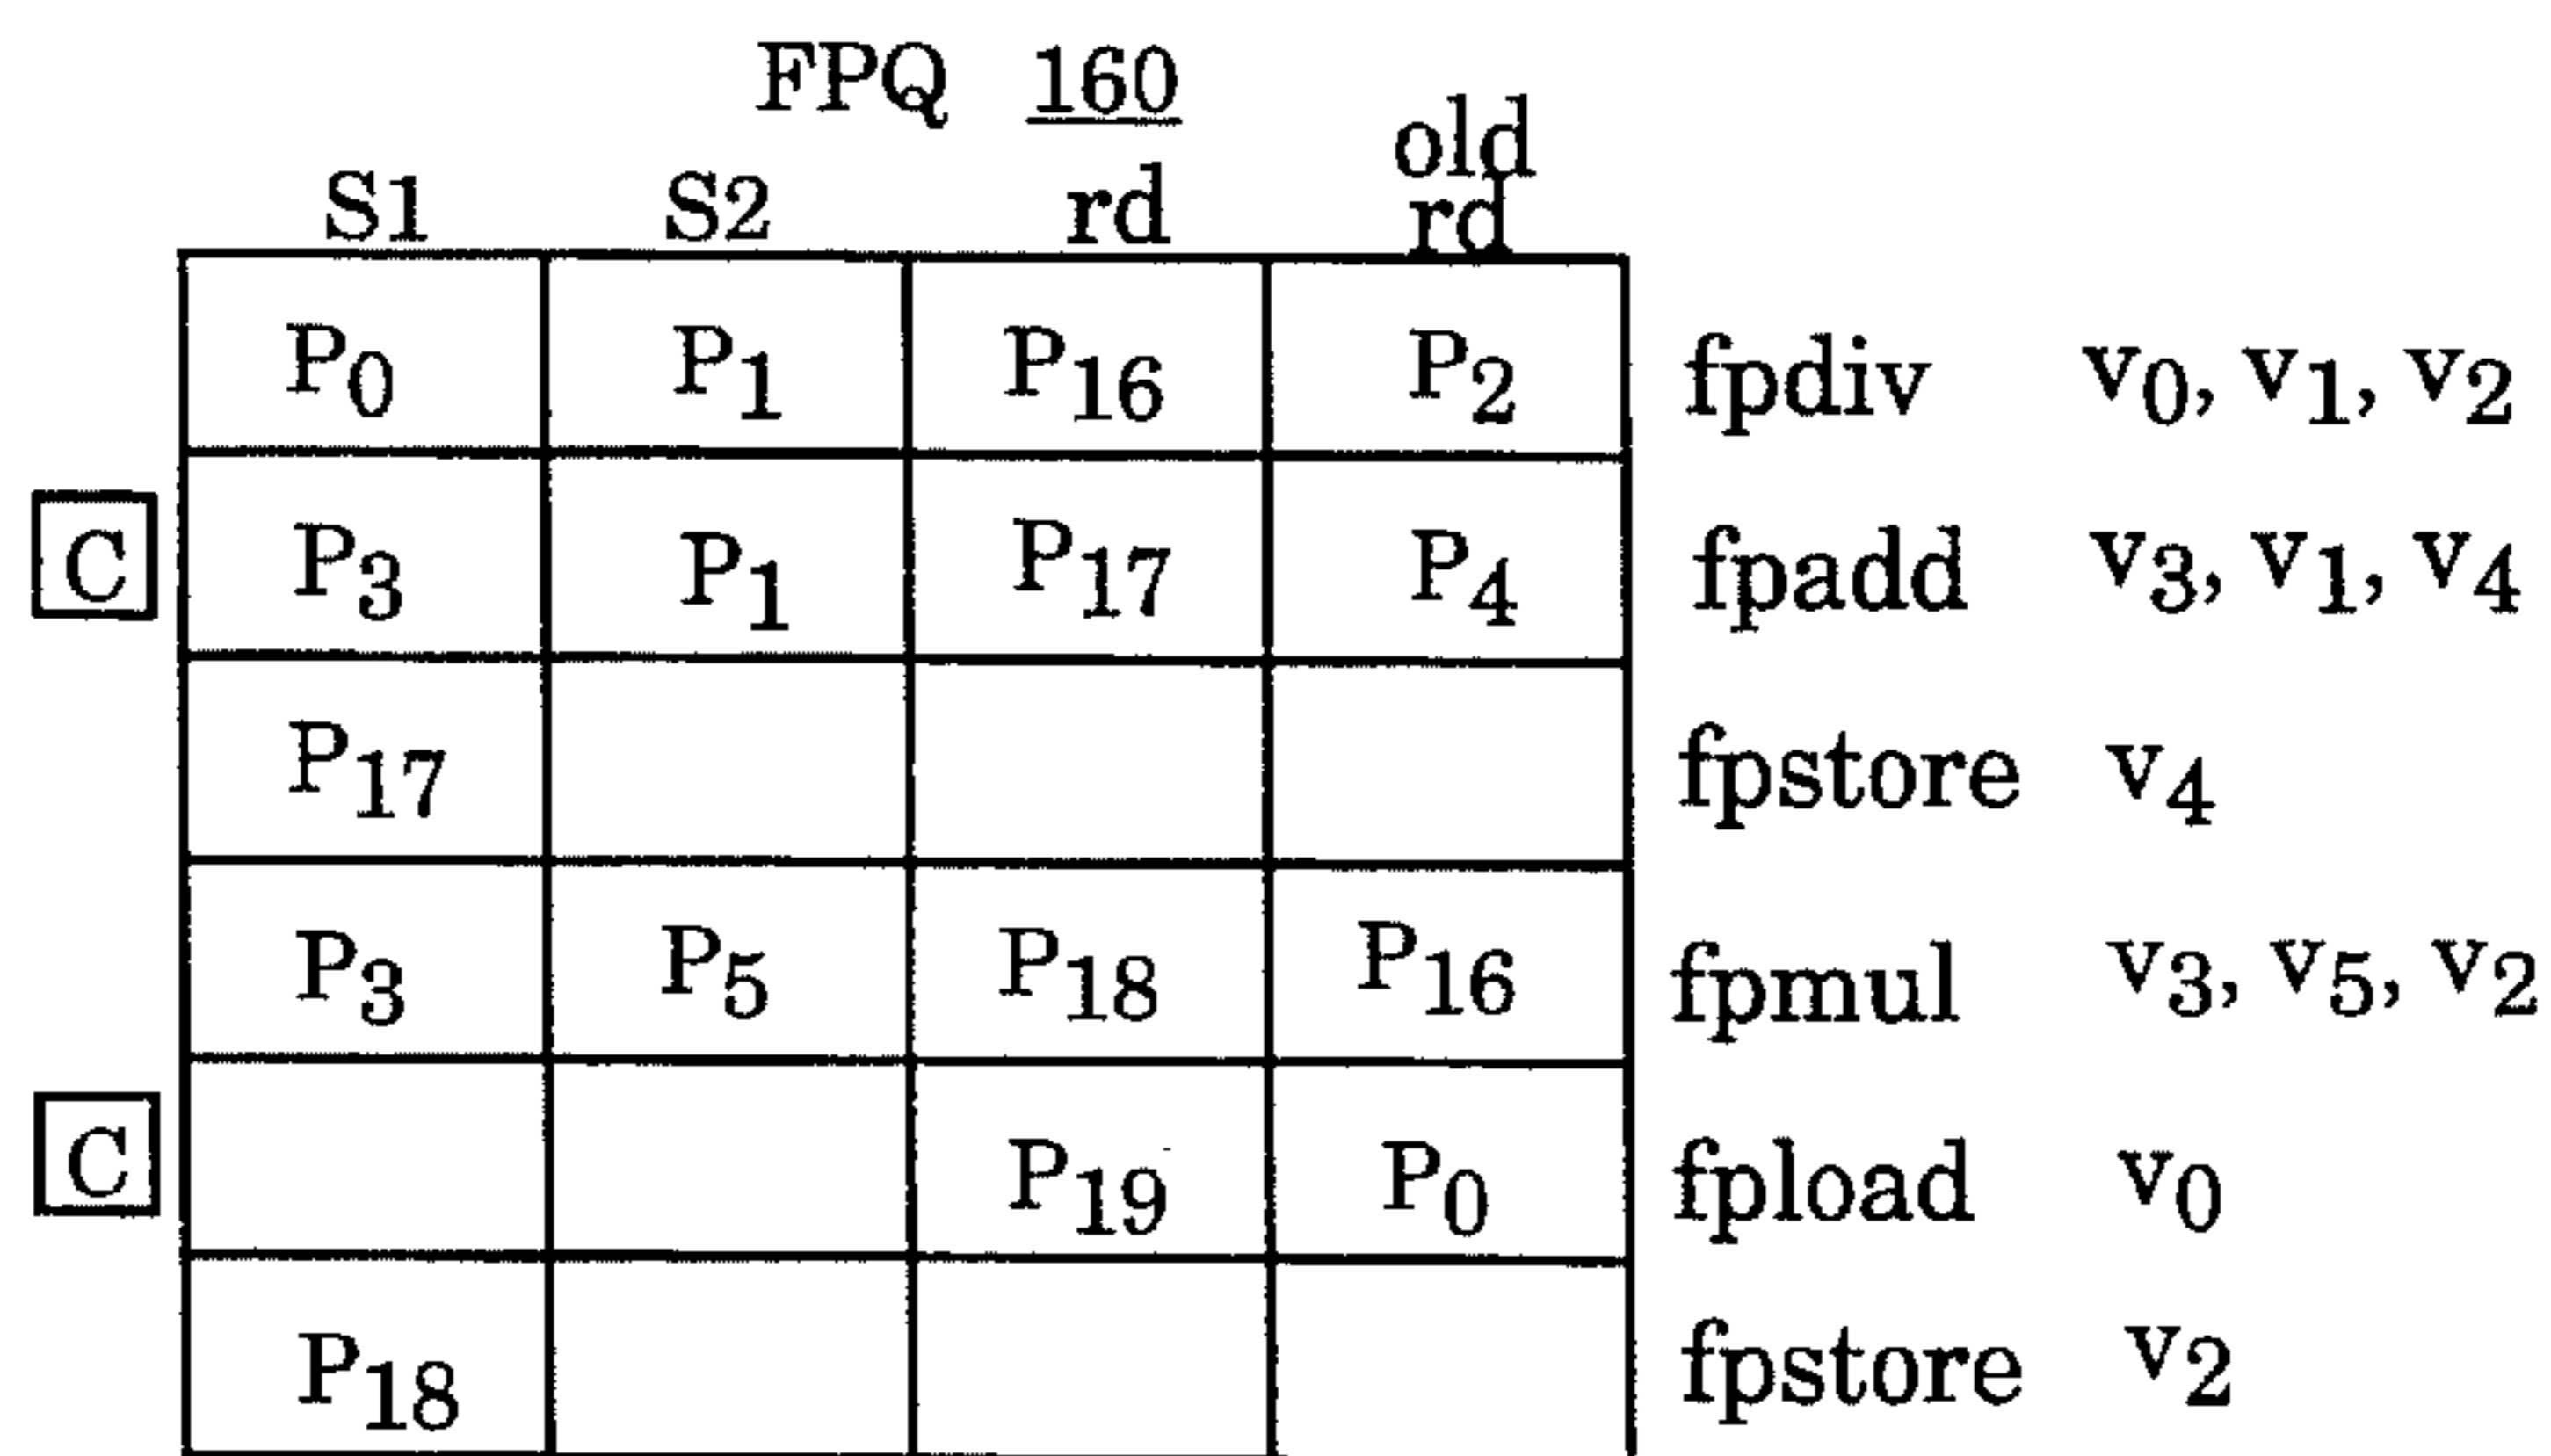 FPQ 160
S1 S2 rd old rd
P0 P1 P16 P2 fpdiv v0, v1, v2
C P3 P1 P17 P4 fpadd v3, v1, v4
P17 fpstore v4
P3 P5 P18 P16 fpmul v3, v5, v2
C P19 P0 fpload v0
P18 fpstore v2